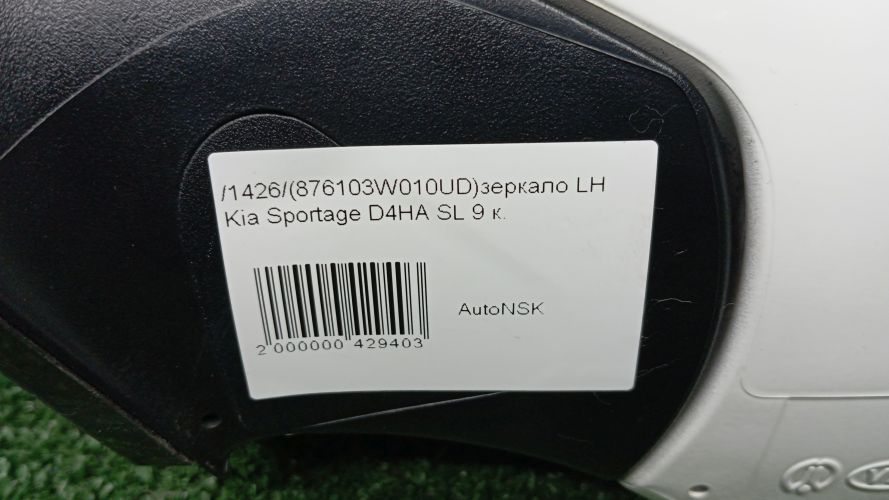 /1426/(876103W010UD)зеркало LH
Kia Sportage D4HA SL 9 к.
AutoNSK
2 000000 429403